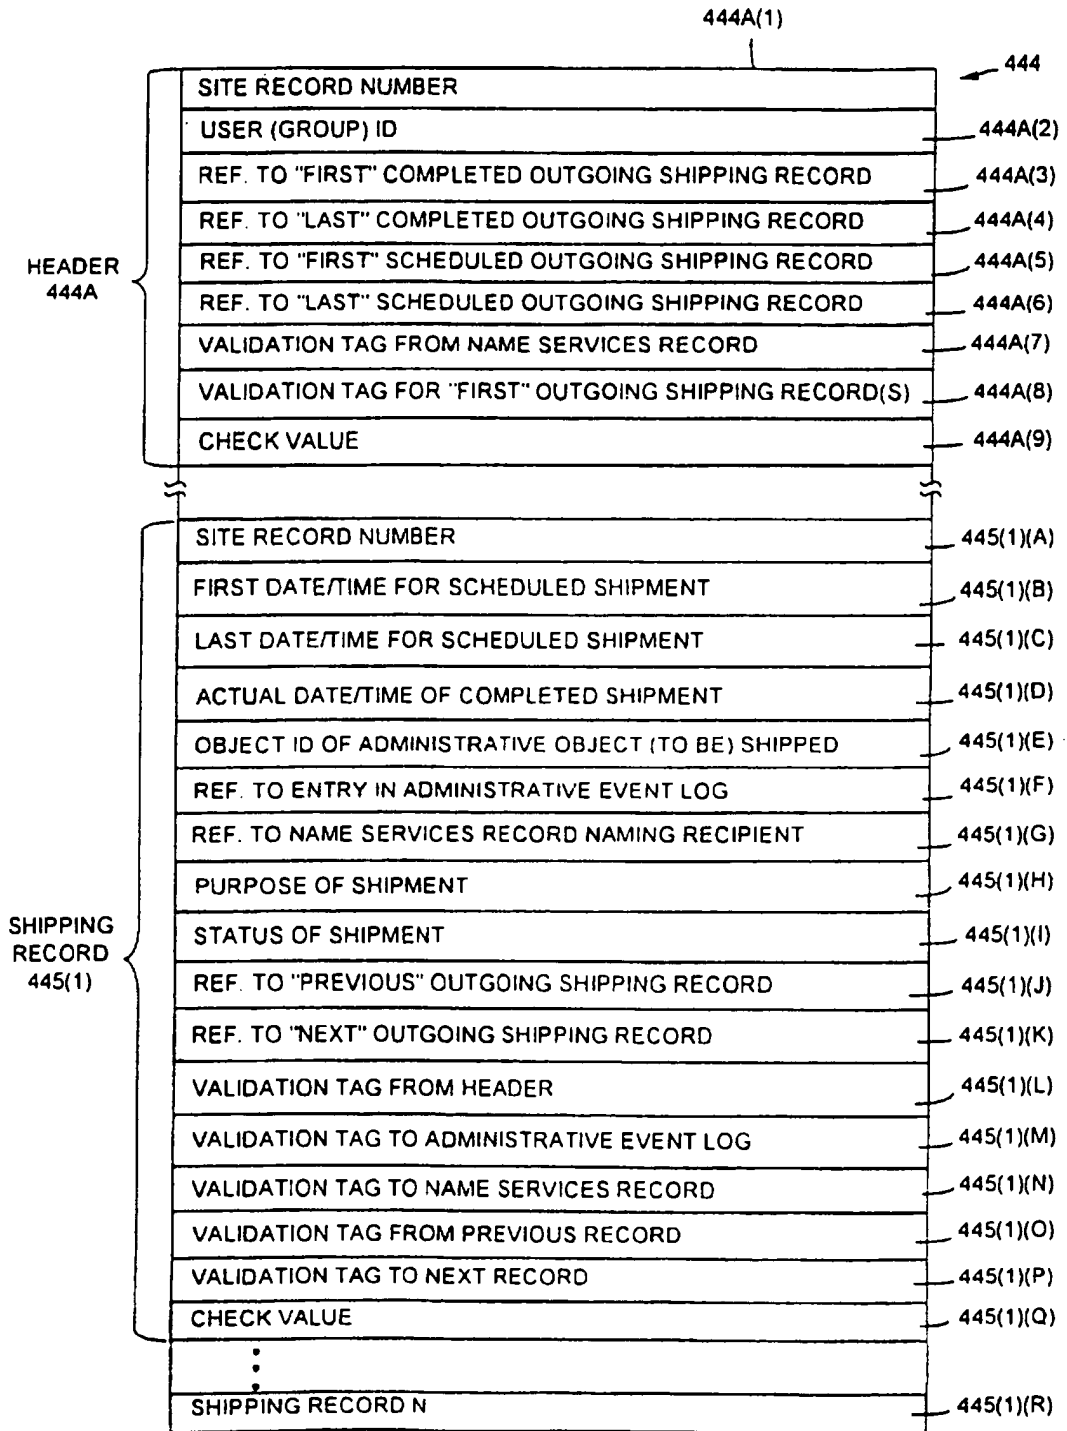 444A(1)
444
SITE RECORD NUMBER
USER (GROUP) ID 444A(2)
REF. TO "FIRST" COMPLETED OUTGOING SHIPPING RECORD 444A(3)
REF. TO "LAST" COMPLETED OUTGOING SHIPPING RECORD 444A(4)
REF. TO "FIRST" SCHEDULED OUTGOING SHIPPING RECORD 444A(5)
REF. TO "LAST" SCHEDULED OUTGOING SHIPPING RECORD 444A(6)
VALIDATION TAG FROM NAME SERVICES RECORD 444A(7)
VALIDATION TAG FOR "FIRST" OUTGOING SHIPPING RECORD(S) 444A(8)
CHECK VALUE 444A(9)
HEADER
444A
SITE RECORD NUMBER 445(1)(A)
FIRST DATE/TIME FOR SCHEDULED SHIPMENT 445(1)(B)
LAST DATE/TIME FOR SCHEDULED SHIPMENT 445(1)(C)
ACTUAL DATE/TIME OF COMPLETED SHIPMENT 445(1)(D)
OBJECT ID OF ADMINISTRATIVE OBJECT (TO BE) SHIPPED 445(1)(E)
REF. TO ENTRY IN ADMINISTRATIVE EVENT LOG 445(1)(F)
REF. TO NAME SERVICES RECORD NAMING RECIPIENT 445(1)(G)
PURPOSE OF SHIPMENT 445(1)(H)
STATUS OF SHIPMENT 445(1)(I)
REF. TO "PREVIOUS" OUTGOING SHIPPING RECORD 445(1)(J)
REF. TO "NEXT" OUTGOING SHIPPING RECORD 445(1)(K)
VALIDATION TAG FROM HEADER 445(1)(L)
VALIDATION TAG TO ADMINISTRATIVE EVENT LOG 445(1)(M)
VALIDATION TAG TO NAME SERVICES RECORD 445(1)(N)
VALIDATION TAG FROM PREVIOUS RECORD 445(1)(O)
VALIDATION TAG TO NEXT RECORD 445(1)(P)
CHECK VALUE 445(1)(Q)
SHIPPING
RECORD
445(1)
SHIPPING RECORD N 445(1)(R)